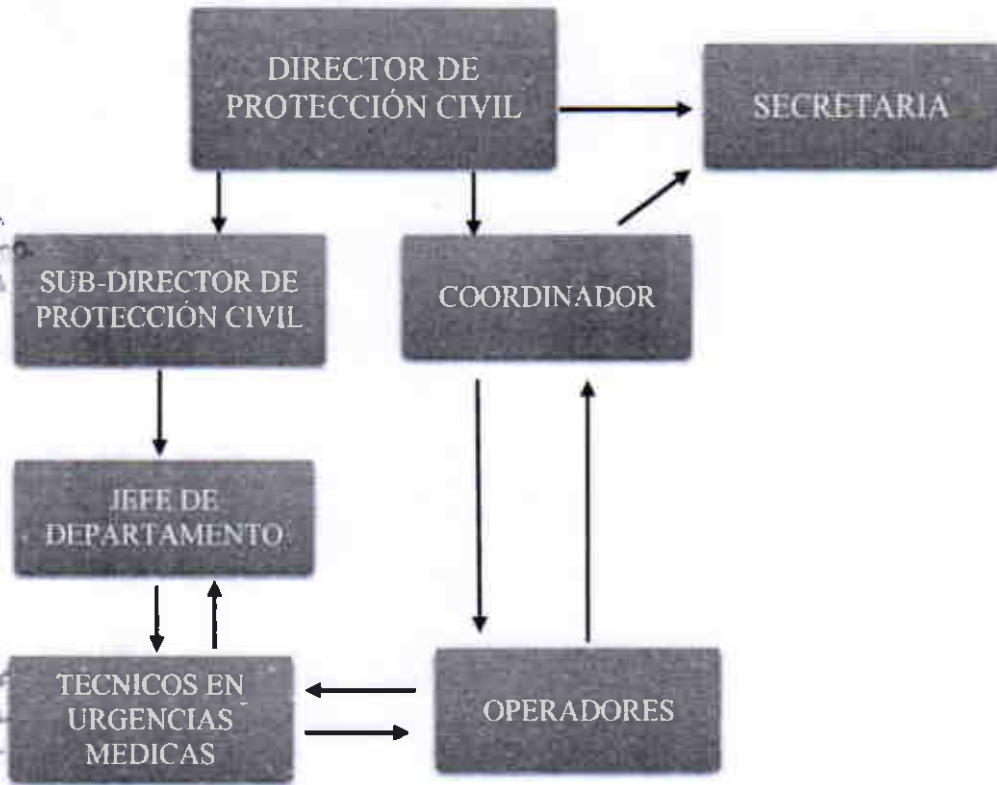 DIRECTOR DE
PROTECCIÓN CIVIL
SECRETARIA
SUB-DIRECTOR DE
PROTECCIÓN CIVIL
COORDINADOR
JEFE DE
DEPARTAMENTO
TECNICOS EN
URGENCIAS
MEDICAS
OPERADORES